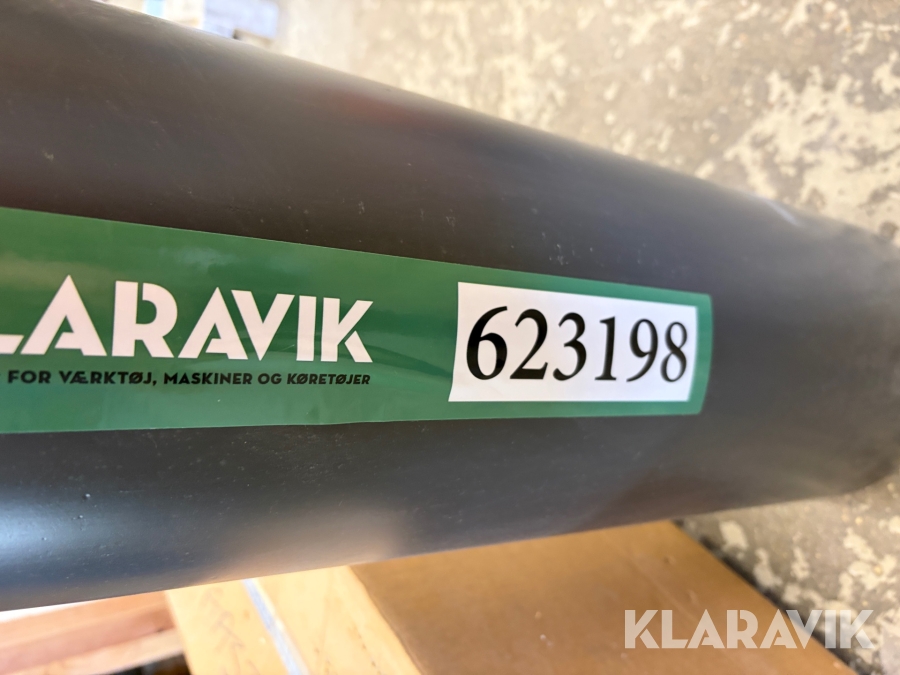 LARAVIK
FOR VÆRKTØJ, MASKINER OG KØRETØJER
623198
KLARAVIK